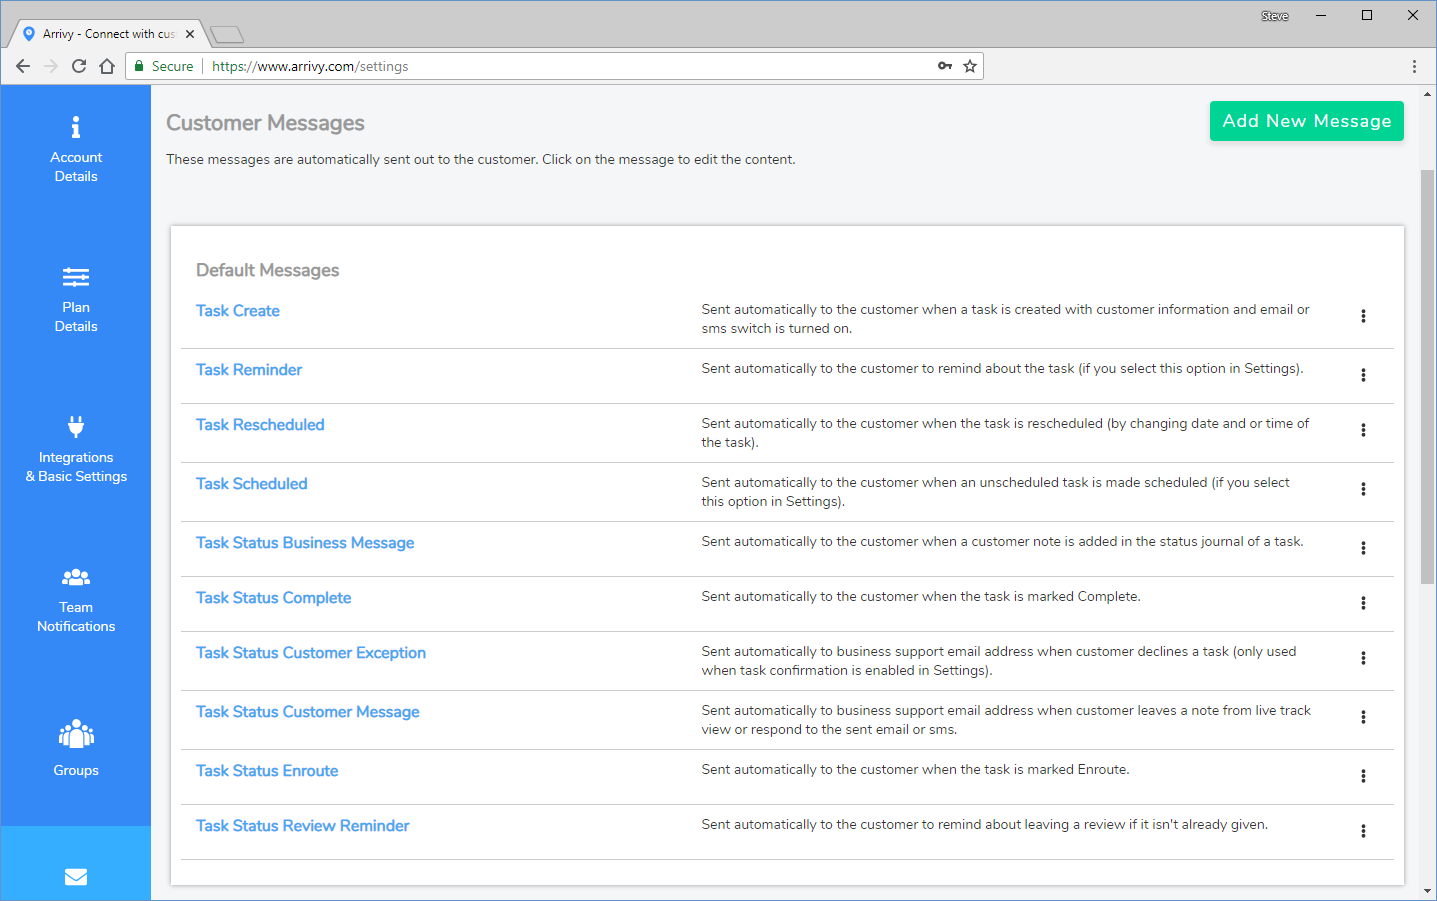 Steve
Arrivy - Connect with cus
Secure
https://www.arrivy.com/settings
Account
Details
Plan
Details
Integrations
& Basic Settings
Team
Notifications
Groups
Customer Messages
Add New Message
These messages are automatically sent out to the customer. Click on the message to edit the content.
Default Messages
Task Create
Sent automatically to the customer when a task is created with customer information and email or
sms switch is turned on.
Task Reminder
Sent automatically to the customer to remind about the task (if you select this option in Settings).
Task Rescheduled
Sent automatically to the customer when the task is rescheduled (by changing date and or time of
the task).
Task Scheduled
Sent automatically to the customer when an unscheduled task is made scheduled (if you select
this option in Settings).
Task Status Business Message
Sent automatically to the customer when a customer note is added in the status journal of a task.
Task Status Complete
Sent automatically to the customer when the task is marked Complete.
Task Status Customer Exception
Sent automatically to business support email address when customer declines a task (only used
when task confirmation is enabled in Settings).
Task Status Customer Message
Sent automatically to business support email address when customer leaves a note from live track
view or respond to the sent email or sms.
Task Status Enroute
Sent automatically to the customer when the task is marked Enroute.
Task Status Review Reminder
Sent automatically to the customer to remind about leaving a review if it isn't already given.